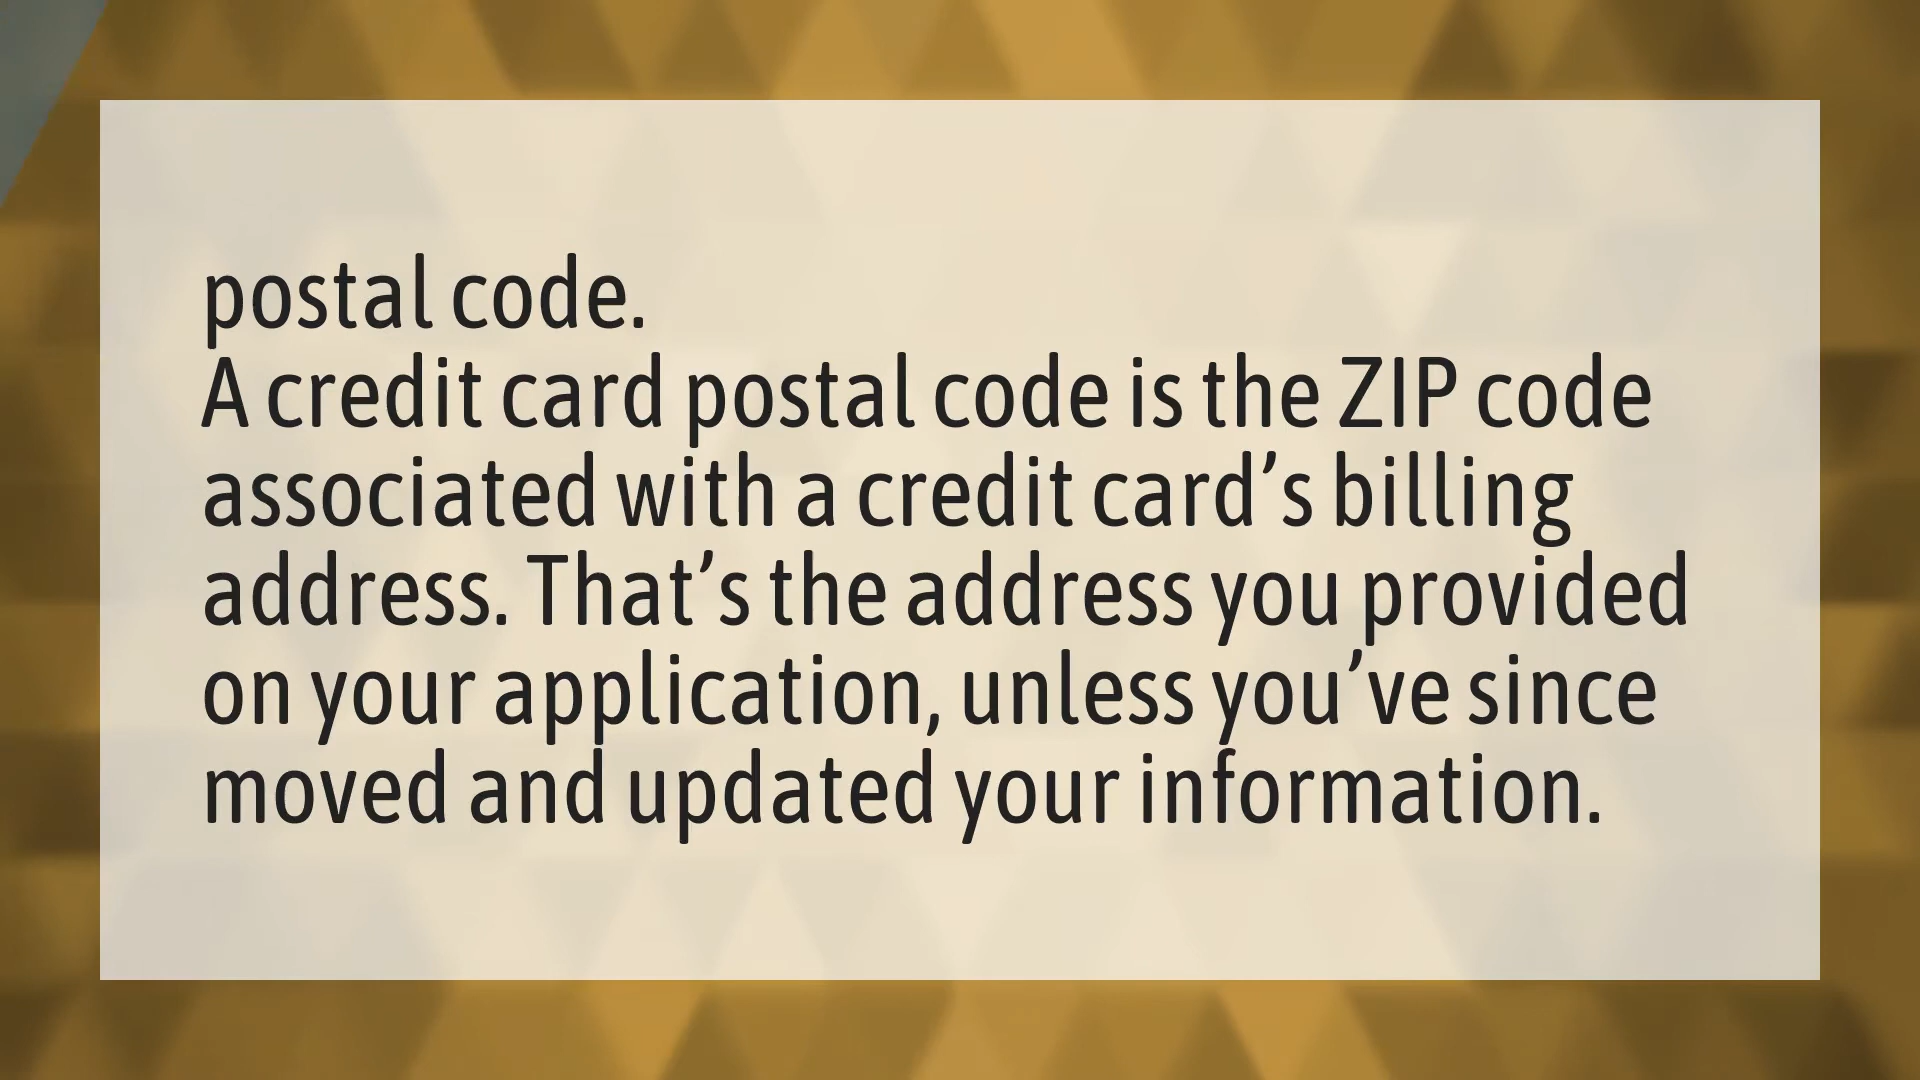 postal code.
A credit card postal code is the ZIP code
associated with a credit card’s billing
address. That’s the address you provided
on your application, unless you’ve since
moved and updated your information.